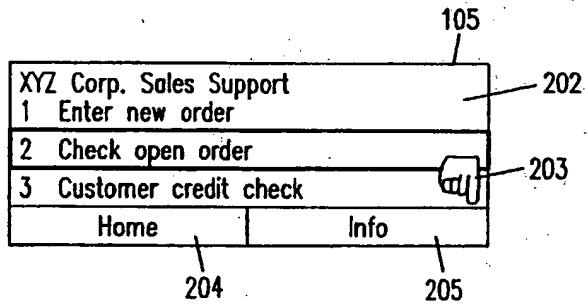 105
XYZ Corp. Sales Support
202
1 Enter new order
2 Check open order
203
3 Customer credit check
Home Info
204 205